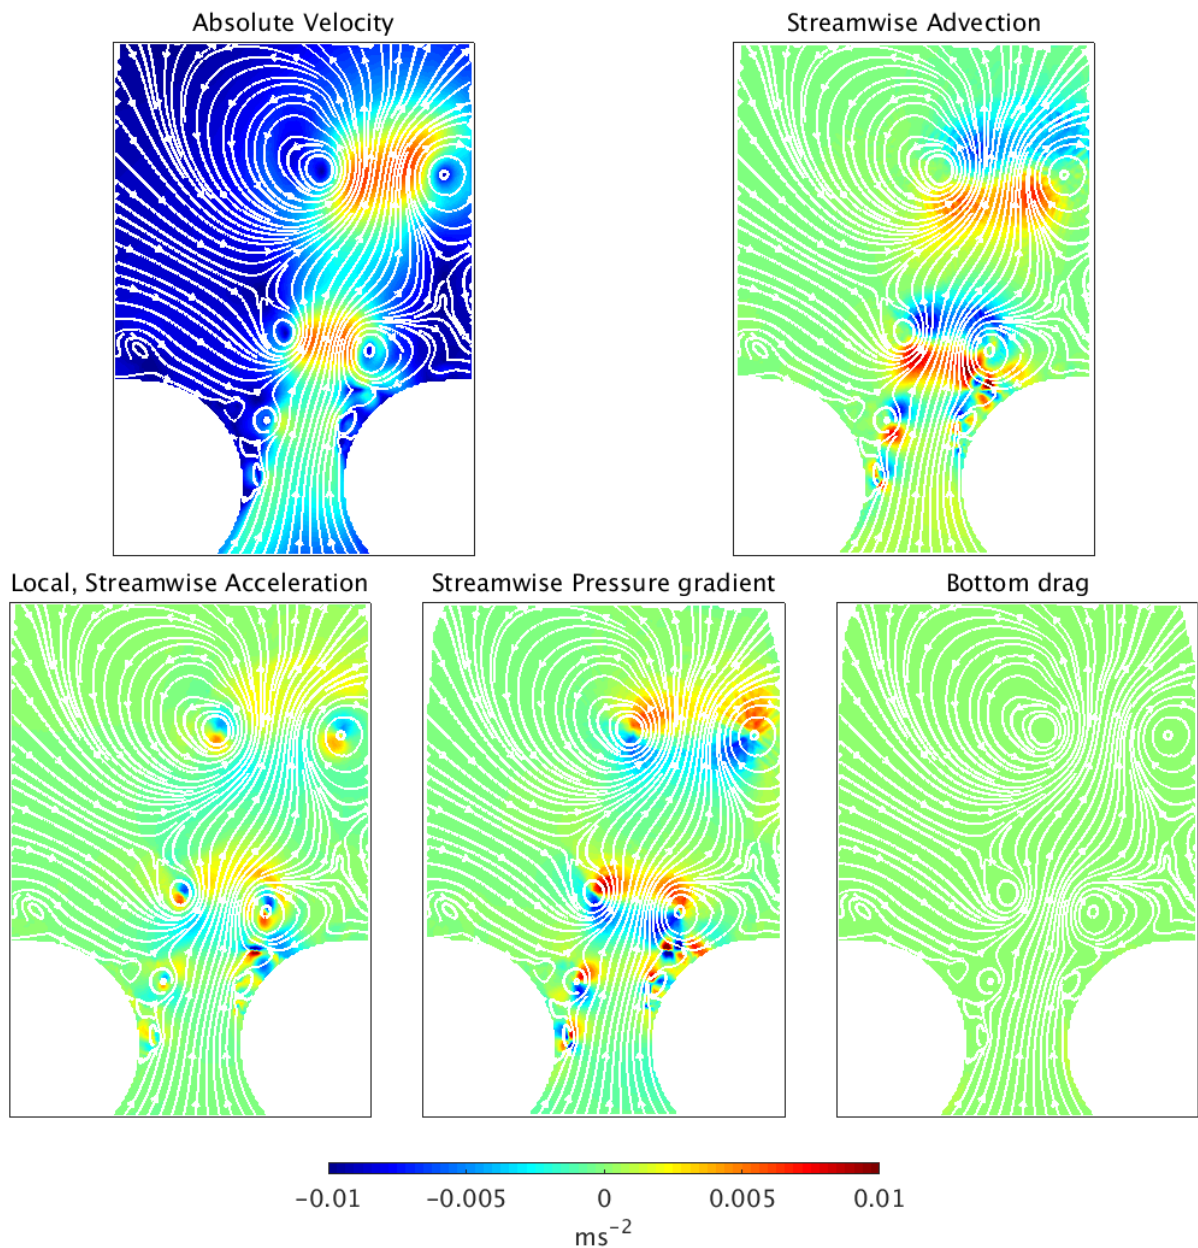 Absolute Velocity
Streamwise Advection
Local, Streamwise Acceleration
Streamwise Pressure gradient
Bottom drag
−0.01 −0.005 0 0.005 0.01
ms⁻²